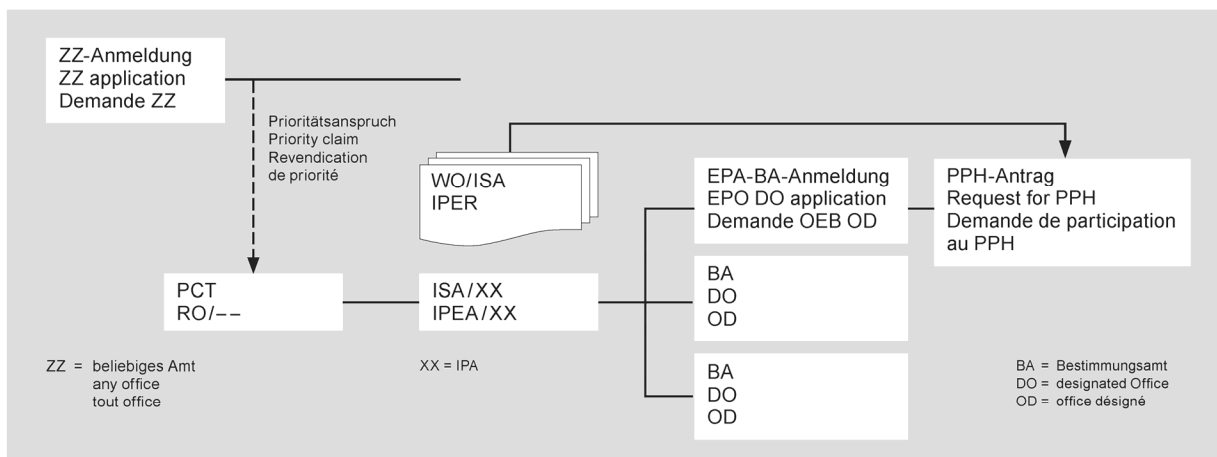 ZZ-Anmeldung
ZZ application
Demande ZZ
Prioritätsanspruch
Priority claim
Revendication
de priorité
WO/ISA
IPER
EPA-BA-Anmeldung
EPO DO application
Demande OEB OD
PPH-Antrag
Request for PPH
Demande de participation
au PPH
PCT
RO/--
ISA/XX
IPEA/XX
BA
DO
OD
BA
DO
OD
ZZ = beliebiges Amt
any office
tout office
XX = IPA
BA = Bestimmungsamt
DO = designated Office
OD = office désigné